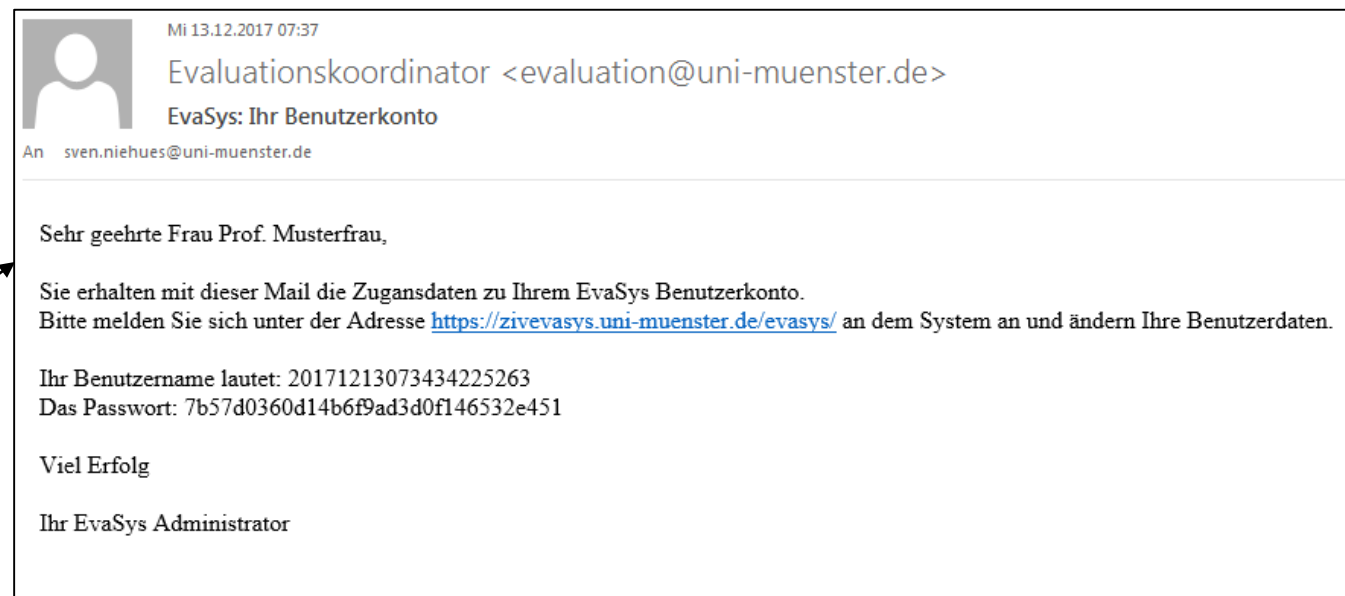 Mi 13.12.2017 07:37
Evaluationskoordinator <evaluation@uni-muenster.de>
EvaSys: Ihr Benutzerkonto
An sven.niehues@uni-muenster.de
Sehr geehrte Frau Prof. Musterfrau,
Sie erhalten mit dieser Mail die Zugansdaten zu Ihrem EvaSys Benutzerkonto.
Bitte melden Sie sich unter der Adresse https://zivevasys.uni-muenster.de/evasys/ an dem System an und ändern Ihre Benutzerdaten.
Ihr Benutzername lautet: 20171213073434225263
Das Passwort: 7b57d0360d14b6f9ad3d0f146532e451
Viel Erfolg
Ihr EvaSys Administrator